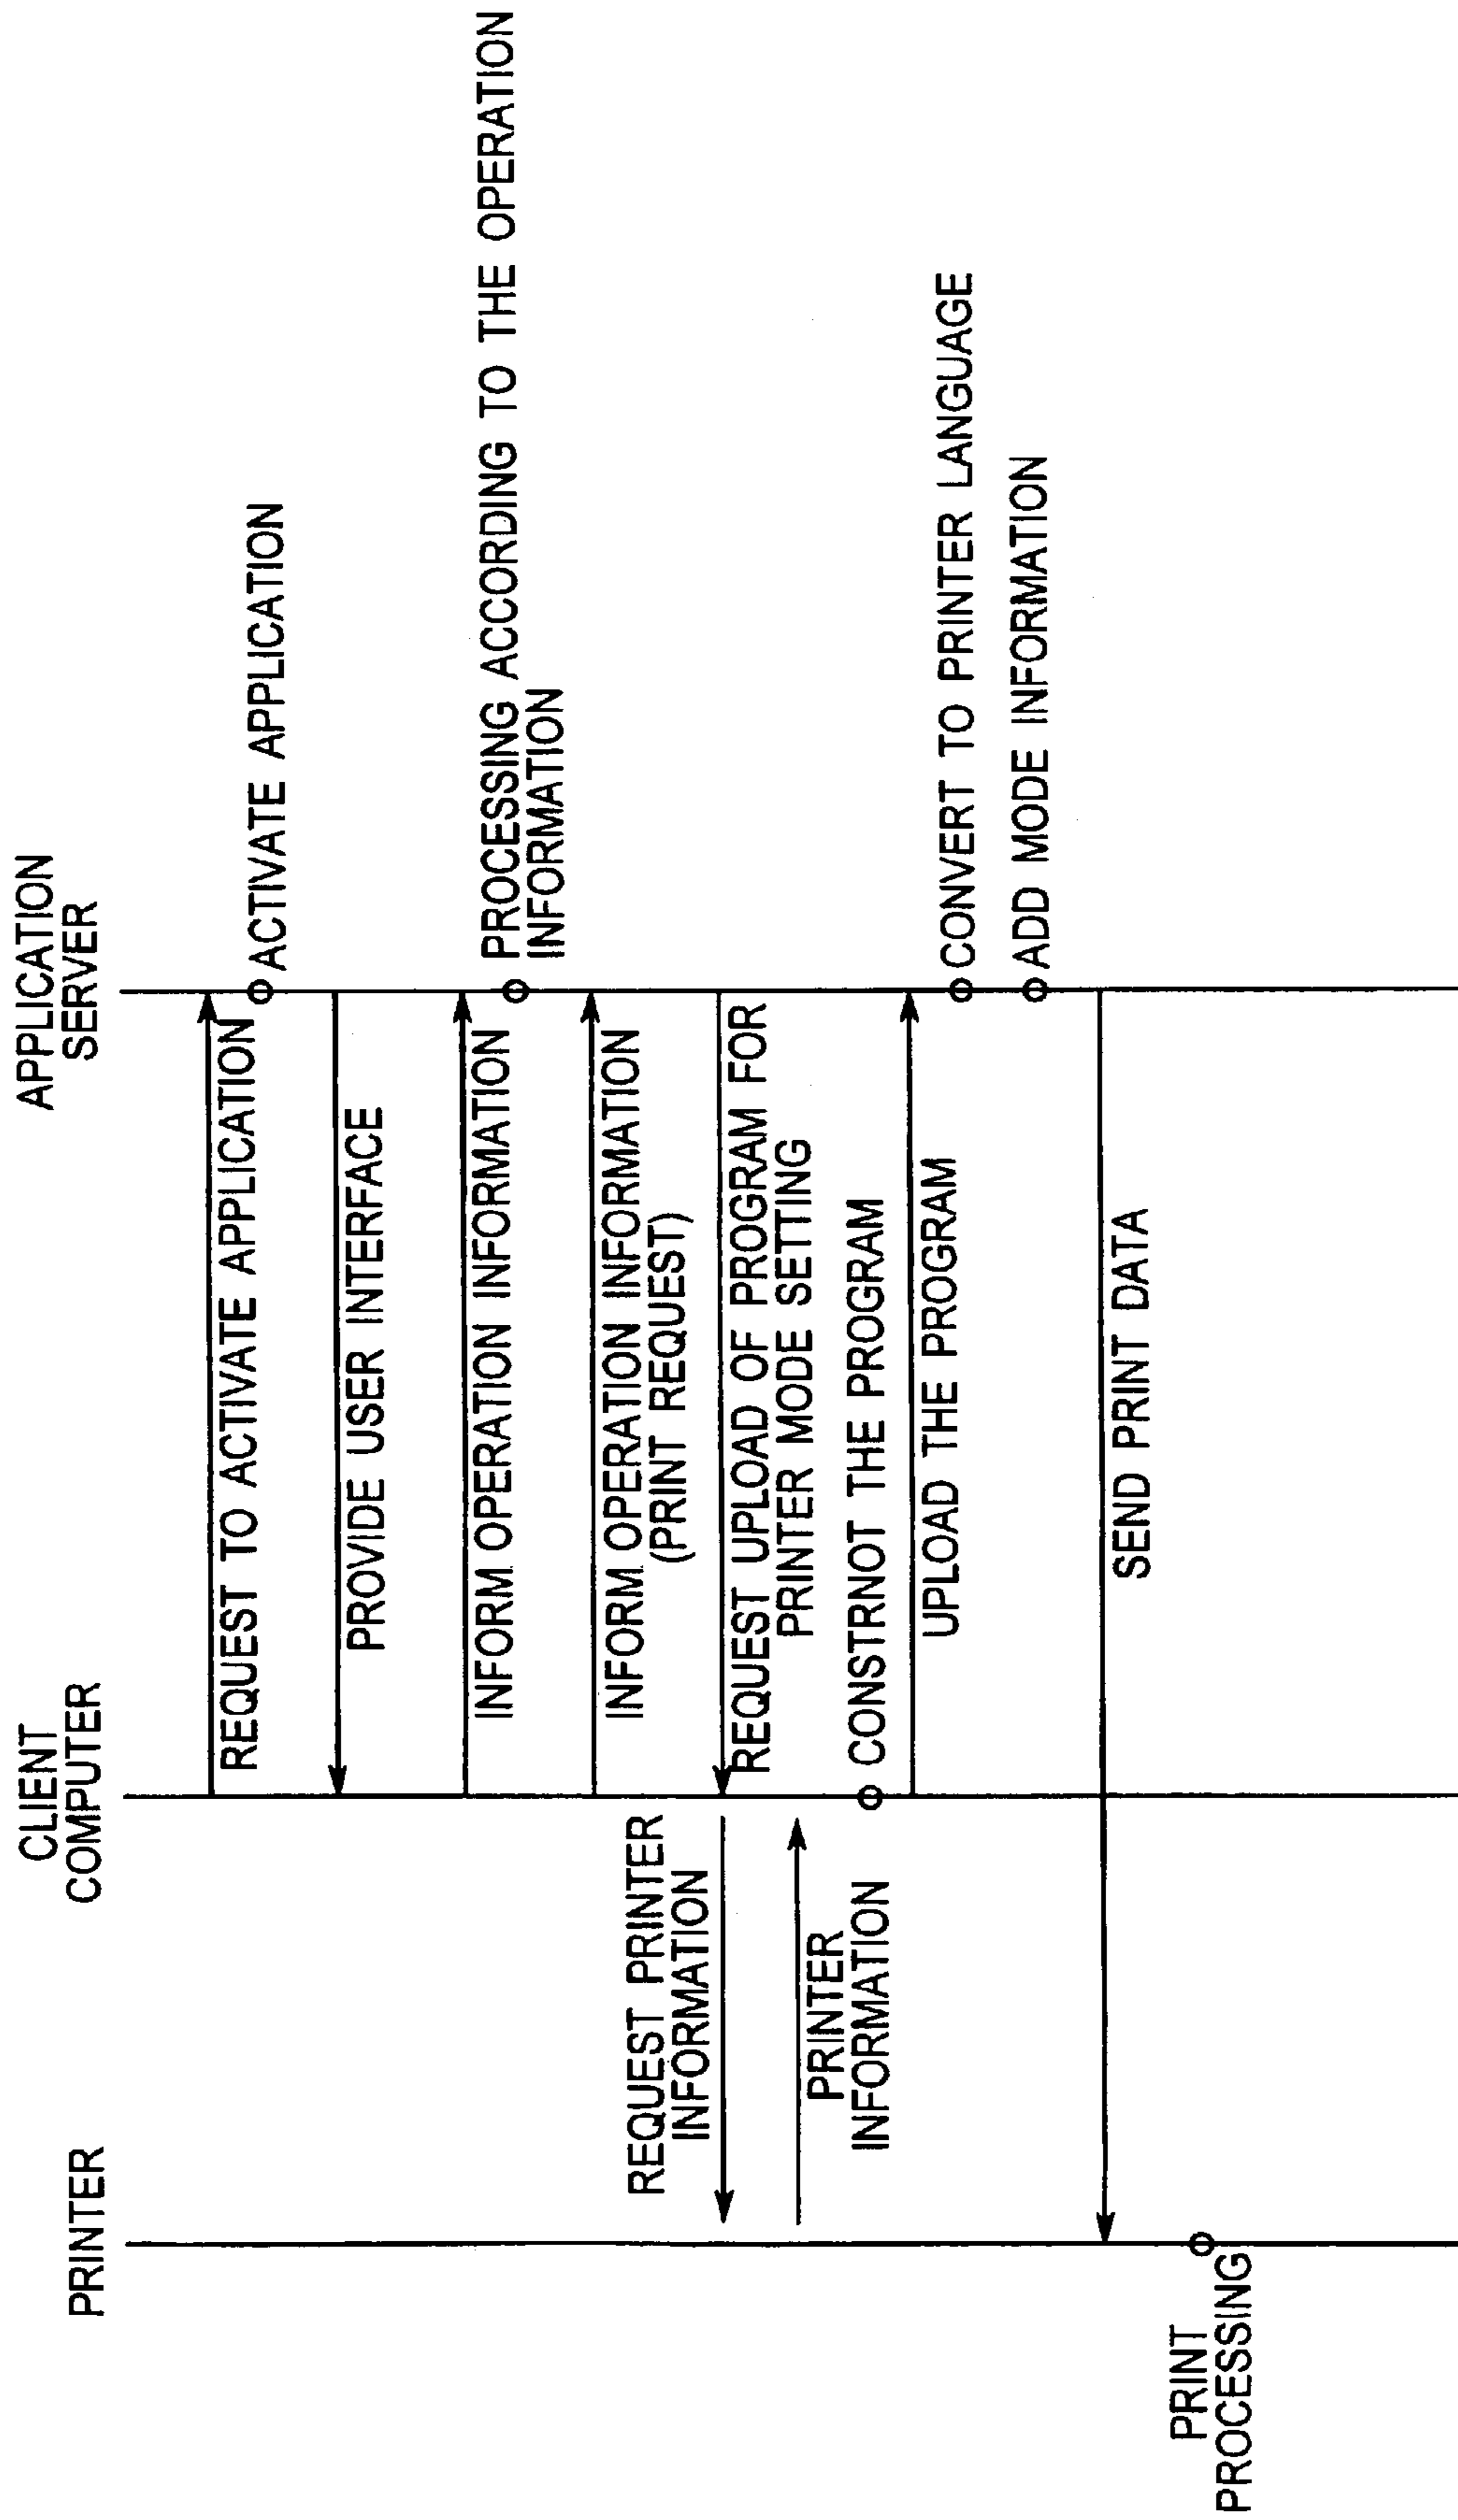 PRINTER
CLIENT
COMPUTER
APPLICATION
SERVER
REQUEST TO ACTIVATE APPLICATION
ACTIVATE APPLICATION
PROVIDE USER INTERFACE
INFORM OPERATION INFORMATION
PROCESSING ACCORDING TO THE OPERATION
INFORMATION
INFORM OPERATION INFORMATION
(PRINT REQUEST)
REQUEST PRINTER
INFORMATION
REQUEST UPLOAD OF PROGRAM FOR
PRINTER MODE SETTING
PRINTER
INFORMATION
CONSTRNOT THE PROGRAM
UPLOAD THE PROGRAM
CONVERT TO PRINTER LANGUAGE
ADD MODE INFORMATION
SEND PRINT DATA
PRINT
PROCESSING